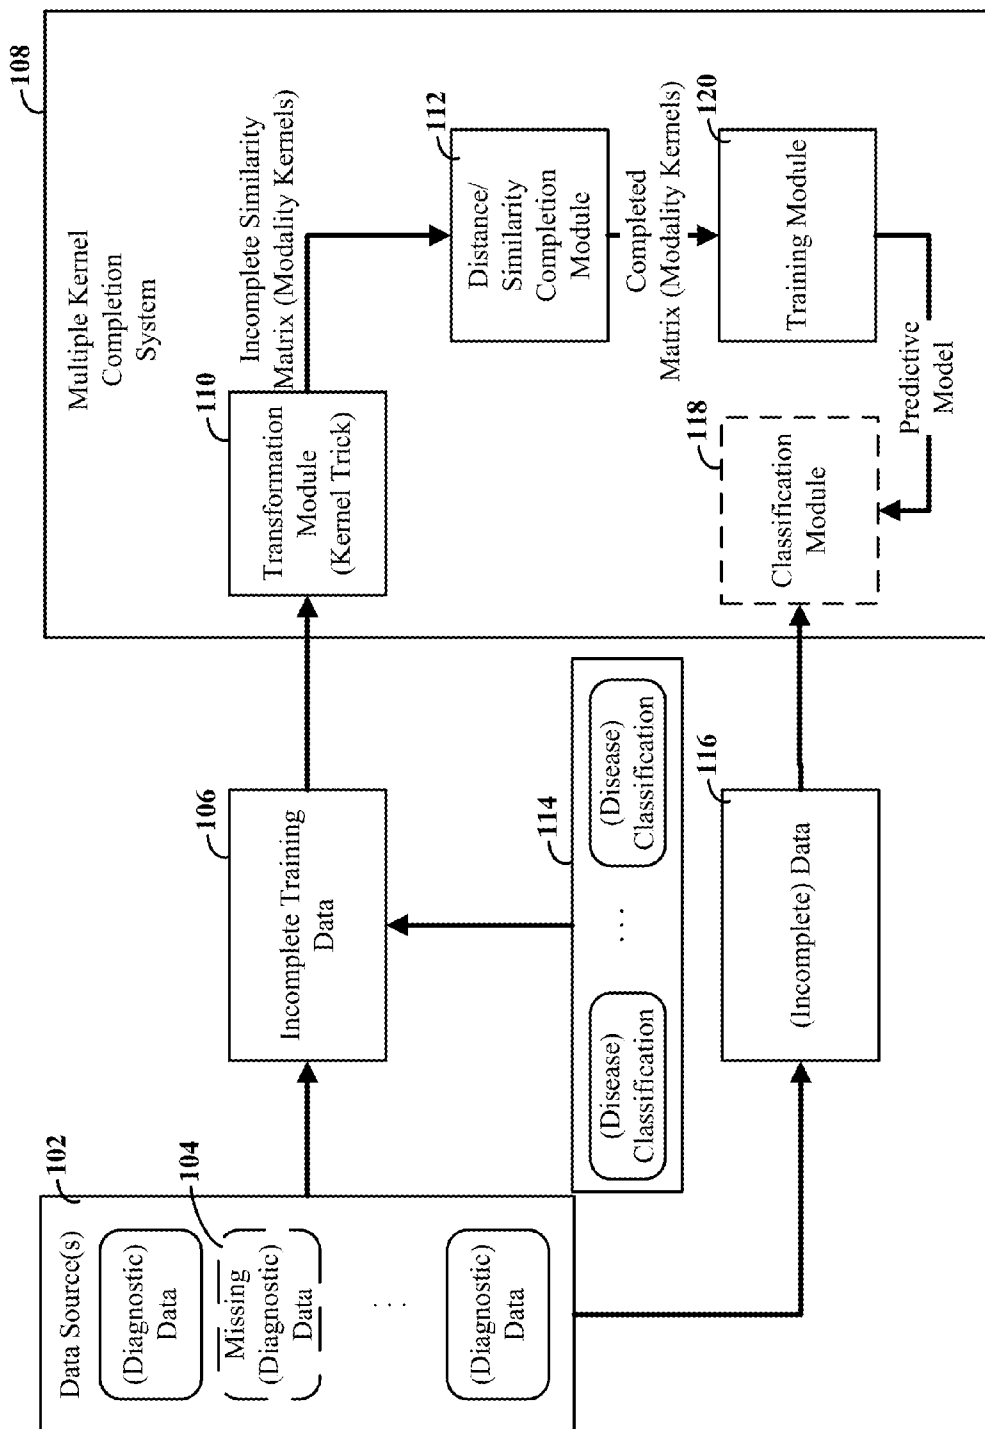 102
Data Source(s)
(Diagnostic)
Data
104
Missing
(Diagnostic)
Data
. . .
(Diagnostic)
Data
106
Incomplete Training
Data
114
(Disease)
Classification
. . .
(Disease)
Classification
116
(Incomplete) Data
108
Multiple Kernel
Completion
System
110
Transformation
Module
(Kernel Trick)
Incomplete Similarity
Matrix (Modality Kernels)
112
Distance/
Similarity
Completion
Module
Completed
Matrix (Modality Kernels)
120
Training Module
Predictive
Model
118
Classification
Module